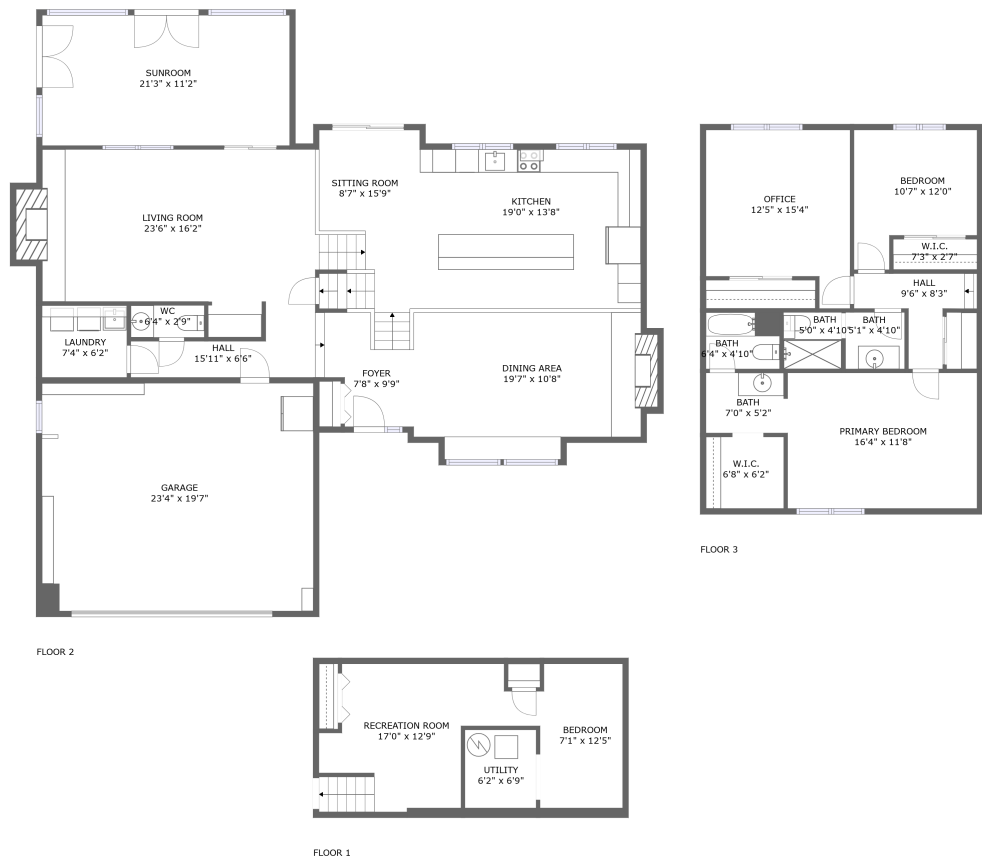 SUNROOM
21'3" x 11'2"
SITTING ROOM
8'7" x 15'9"
KITCHEN
19'0" x 13'8"
LIVING ROOM
23'6" x 16'2"
WC
6'4" x 2'9"
LAUNDRY
7'4" x 6'2"
HALL
15'11" x 6'6"
FOYER
7'8" x 9'9"
DINING AREA
19'7" x 10'8"
GARAGE
23'4" x 19'7"
FLOOR 2
OFFICE
12'5" x 15'4"
BEDROOM
10'7" x 12'0"
W.I.C.
7'3" x 2'7"
HALL
9'6" x 8'3"
BATH
5'0" x 4'10"
BATH
5'1" x 4'10"
BATH
6'4" x 4'10"
BATH
7'0" x 5'2"
PRIMARY BEDROOM
16'4" x 11'8"
W.I.C.
6'8" x 6'2"
FLOOR 3
RECREATION ROOM
17'0" x 12'9"
BEDROOM
7'1" x 12'5"
UTILITY
6'2" x 6'9"
FLOOR 1